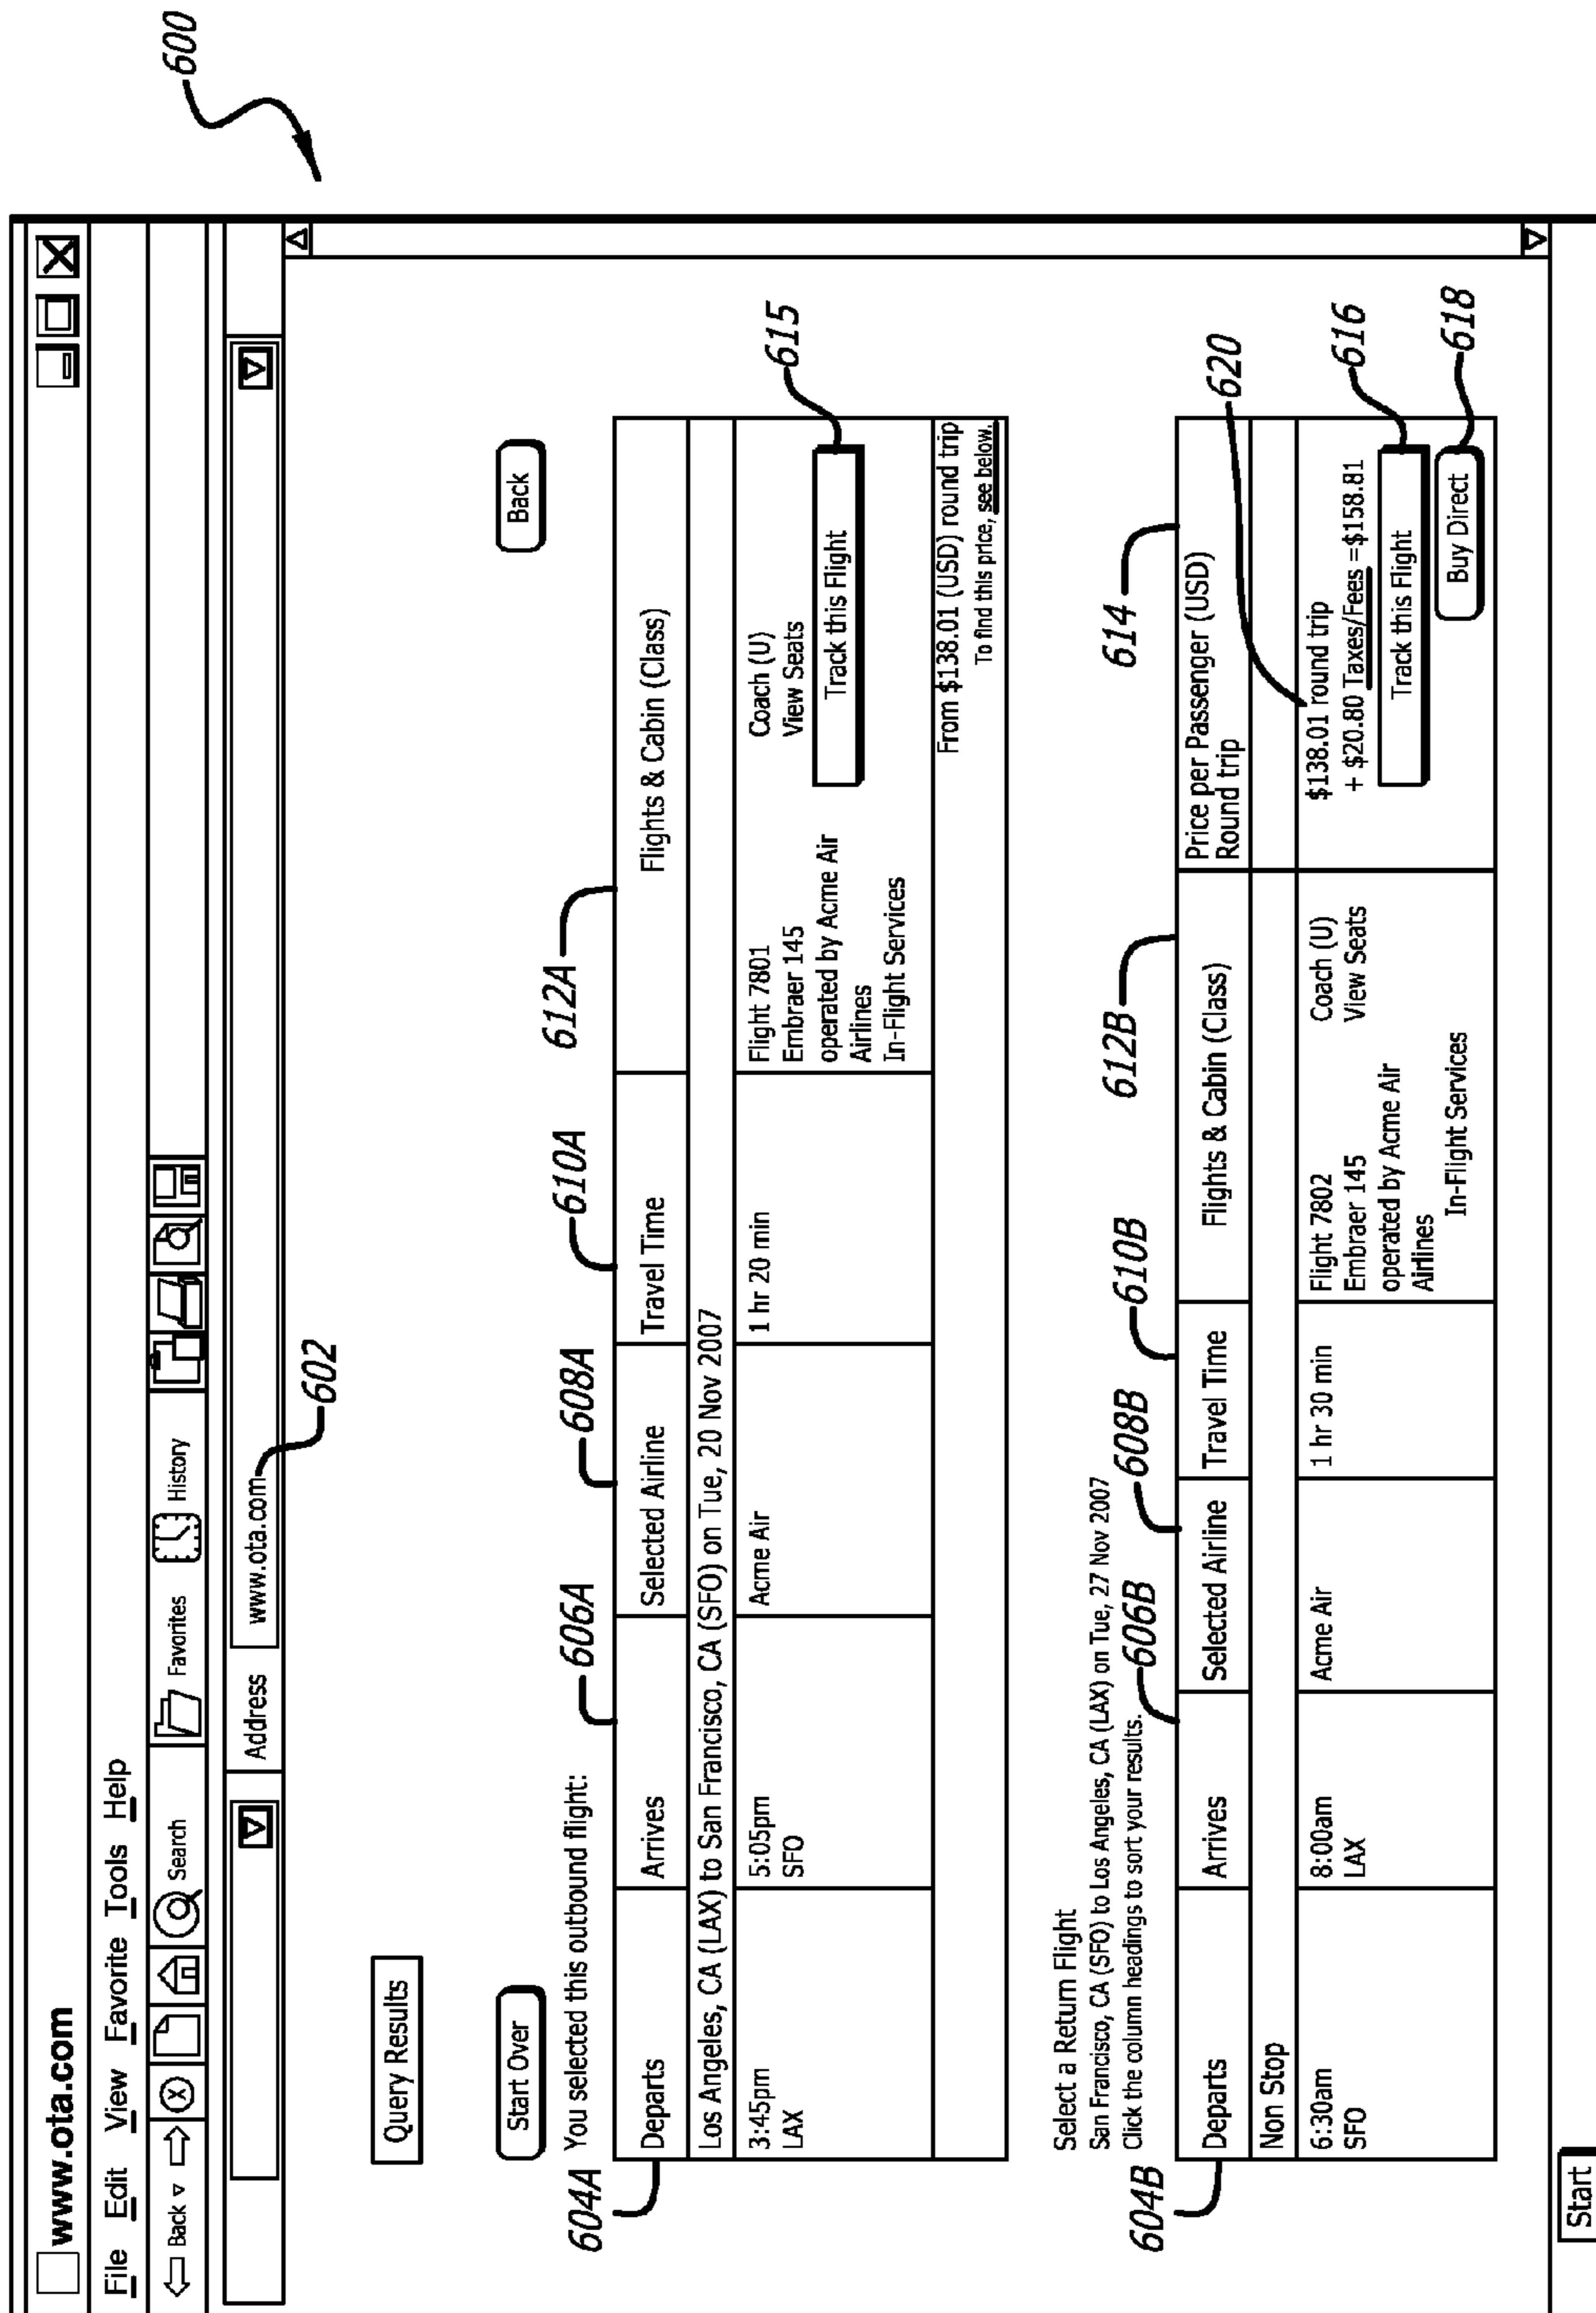 600
www.ota.com
File Edit View Favorite Tools Help
Back Search Favorites History
Address www.ota.com
602
Query Results
Start Over Back
You selected this outbound flight:
604A 606A 608A 610A 612A
Departs Arrives Selected Airline Travel Time Flights & Cabin (Class)
Los Angeles, CA (LAX) to San Francisco, CA (SFO) on Tue, 20 Nov 2007
3:45pm 5:05pm Acme Air 1 hr 20 min Flight 7801 Coach (U)
LAX SFO Embraer 145 View Seats
operated by Acme Air Track this Flight 615
Airlines
In-Flight Services
From $138.01 (USD) round trip
To find this price, see below.
Select a Return Flight
San Francisco, CA (SFO) to Los Angeles, CA (LAX) on Tue, 27 Nov 2007
Click the column headings to sort your results.
604B 606B 608B 610B 612B 614
Departs Arrives Selected Airline Travel Time Flights & Cabin (Class) Price per Passenger (USD)
Round trip
620
Non Stop
6:30am 8:00am Acme Air 1 hr 30 min Flight 7802 Coach (U) $138.01 round trip
SFO LAX Embraer 145 View Seats + $20.80 Taxes/Fees =$158.81
operated by Acme Air Track this Flight 616
Airlines
In-Flight Services Buy Direct 618
Start